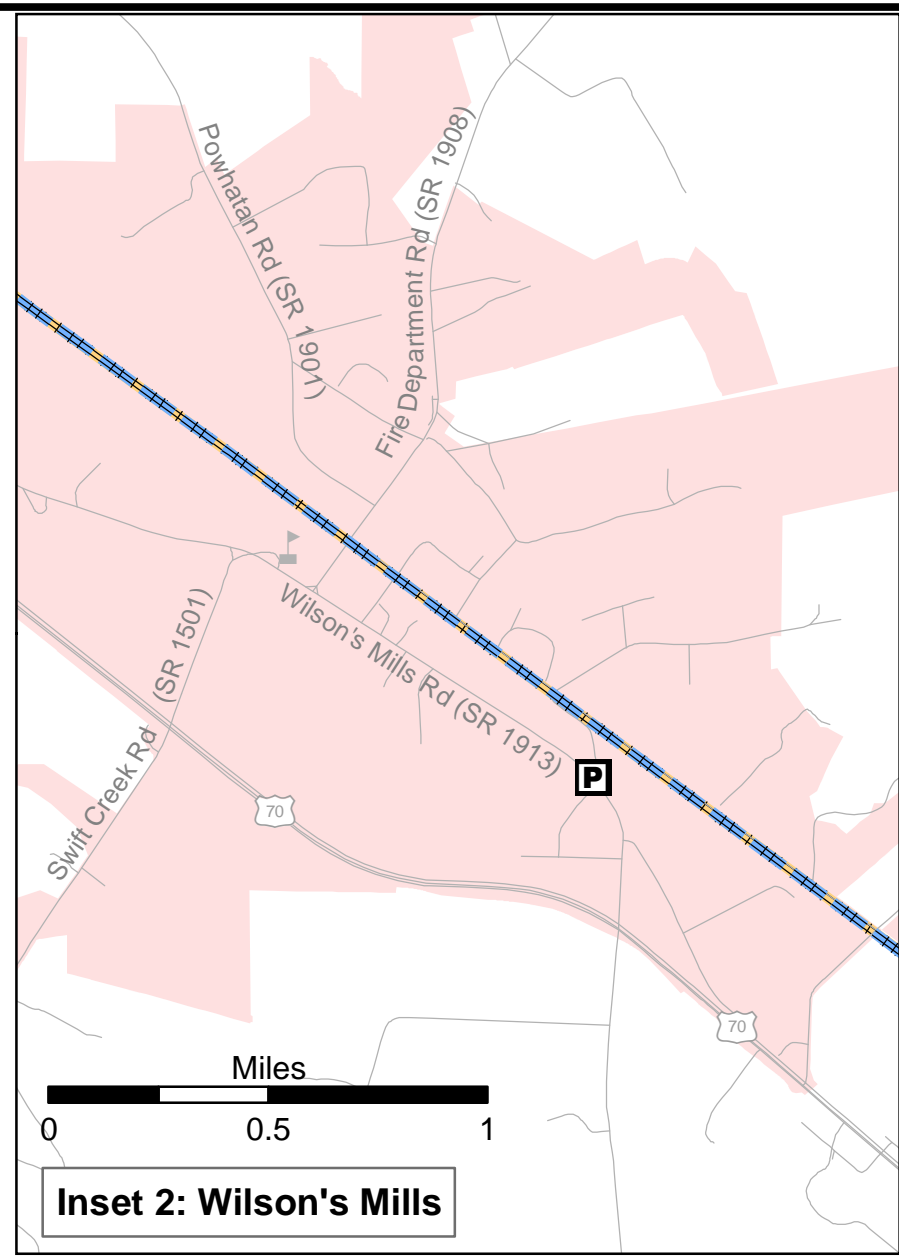 Powhatan Rd (SR 1901)
Fire Department Rd (SR 1908)
Wilson's Mills Rd (SR 1913)
Swift Creek Rd (SR 1501)
P
70
70
Miles
0 0.5 1
Inset 2: Wilson's Mills